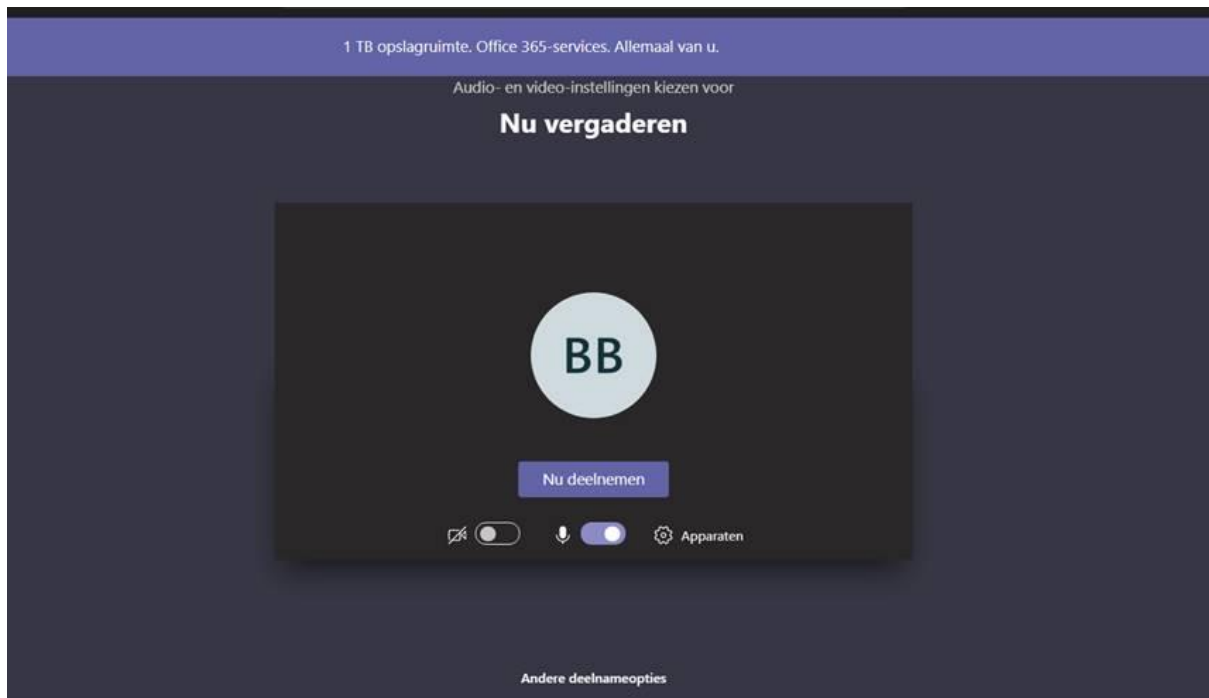 1 TB opslagruimte. Office 365-services. Allemaal van u.
Audio- en video-instellingen kiezen voor
Nu vergaderen
BB
Nu deelnemen
Apparaten
Andere deelnameopties